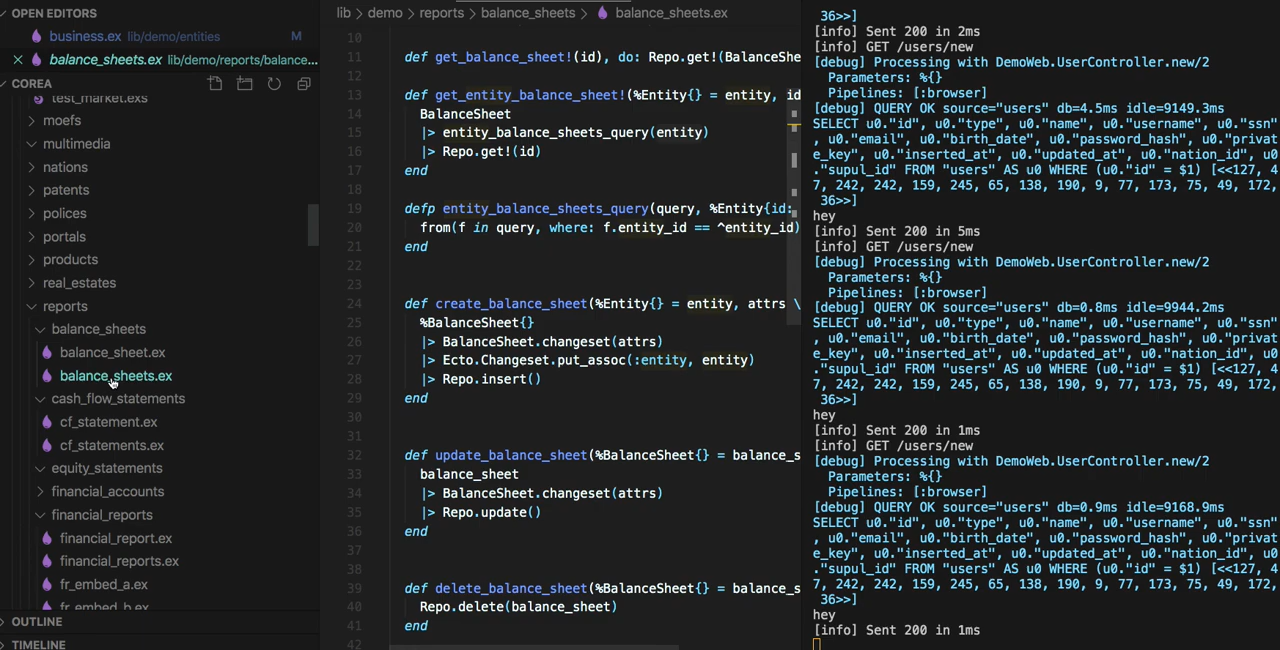 OPEN EDITORS
business.ex lib/demo/entities M
balance_sheets.ex lib/demo/reports/balance...
COREA
test_market.exs
moefs
multimedia
nations
patents
polices
portals
products
real_estates
reports
balance_sheets
balance_sheet.ex
balance_sheets.ex
cash_flow_statements
cf_statement.ex
cf_statements.ex
equity_statements
financial_accounts
financial_reports
financial_report.ex
financial_reports.ex
fr_embed_a.ex
fr_embed_b.ex
OUTLINE
TIMELINE
lib > demo > reports > balance_sheets > balance_sheets.ex
10
11 def get_balance_sheet!(id), do: Repo.get!(BalanceShe
12
13 def get_entity_balance_sheet!(%Entity{} = entity, id
14 BalanceSheet
15 |> entity_balance_sheets_query(entity)
16 |> Repo.get!(id)
17 end
18
19 defp entity_balance_sheets_query(query, %Entity{id:
20 from(f in query, where: f.entity_id == ^entity_id)
21 end
22
23
24 def create_balance_sheet(%Entity{} = entity, attrs \
25 %BalanceSheet{}
26 |> BalanceSheet.changeset(attrs)
27 |> Ecto.Changeset.put_assoc(:entity, entity)
28 |> Repo.insert()
29 end
30
31
32 def update_balance_sheet(%BalanceSheet{} = balance_s
33 balance_sheet
34 |> BalanceSheet.changeset(attrs)
35 |> Repo.update()
36 end
37
38
39 def delete_balance_sheet(%BalanceSheet{} = balance_s
40 Repo.delete(balance_sheet)
41 end
42
36>>]
[info] Sent 200 in 2ms
[info] GET /users/new
[debug] Processing with DemoWeb.UserController.new/2
Parameters: %{}
Pipelines: [:browser]
[debug] QUERY OK source="users" db=4.5ms idle=9149.3ms
SELECT u0."id", u0."type", u0."name", u0."username", u0."ssn"
, u0."email", u0."birth_date", u0."password_hash", u0."privat
e_key", u0."inserted_at", u0."updated_at", u0."nation_id", u0
."supul_id" FROM "users" AS u0 WHERE (u0."id" = $1) [<<127, 4
7, 242, 242, 159, 245, 65, 138, 190, 9, 77, 173, 75, 49, 172,
36>>]
hey
[info] Sent 200 in 5ms
[info] GET /users/new
[debug] Processing with DemoWeb.UserController.new/2
Parameters: %{}
Pipelines: [:browser]
[debug] QUERY OK source="users" db=0.8ms idle=9944.2ms
SELECT u0."id", u0."type", u0."name", u0."username", u0."ssn"
, u0."email", u0."birth_date", u0."password_hash", u0."privat
e_key", u0."inserted_at", u0."updated_at", u0."nation_id", u0
."supul_id" FROM "users" AS u0 WHERE (u0."id" = $1) [<<127, 4
7, 242, 242, 159, 245, 65, 138, 190, 9, 77, 173, 75, 49, 172,
36>>]
hey
[info] Sent 200 in 1ms
[info] GET /users/new
[debug] Processing with DemoWeb.UserController.new/2
Parameters: %{}
Pipelines: [:browser]
[debug] QUERY OK source="users" db=0.9ms idle=9168.9ms
SELECT u0."id", u0."type", u0."name", u0."username", u0."ssn"
, u0."email", u0."birth_date", u0."password_hash", u0."privat
e_key", u0."inserted_at", u0."updated_at", u0."nation_id", u0
."supul_id" FROM "users" AS u0 WHERE (u0."id" = $1) [<<127, 4
7, 242, 242, 159, 245, 65, 138, 190, 9, 77, 173, 75, 49, 172,
36>>]
hey
[info] Sent 200 in 1ms